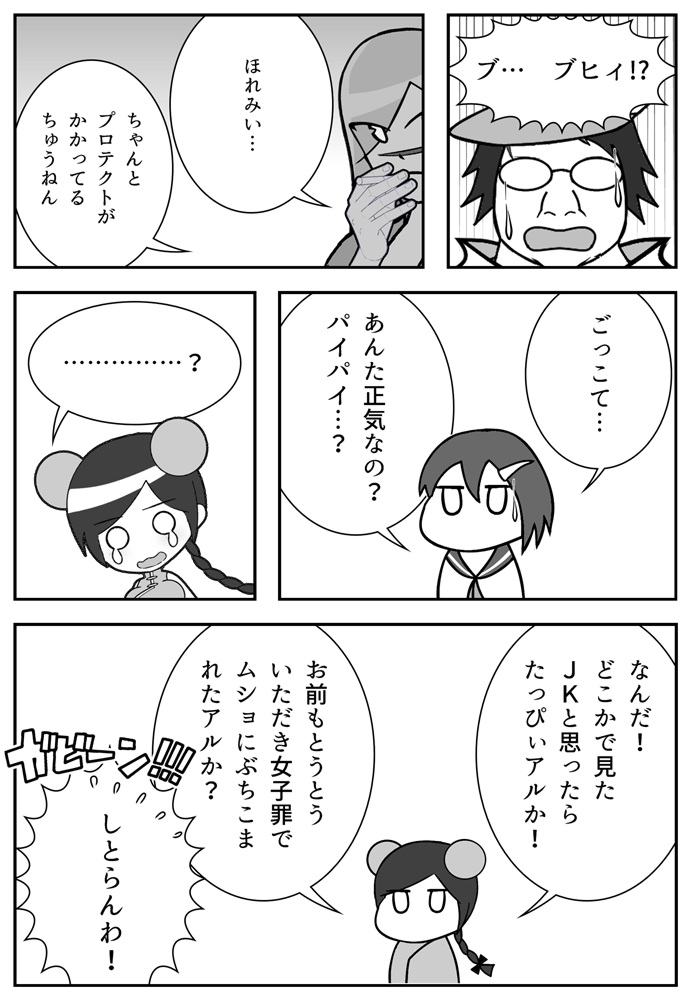 ブ…　ブヒィ!?
ほれみい…
ちゃんと
プロテクトが
かかってる
ちゅうねん
ごっこて…
あんた正気なの？
パイパイ…？
……………？
なんだ！
どこかで見た
ＪＫと思ったら
たっぴぃアルか！
お前もとうとう
いただき女子罪で
ムショにぶちこま
れたアルか？
ガビーン!!!
しとらんわ！